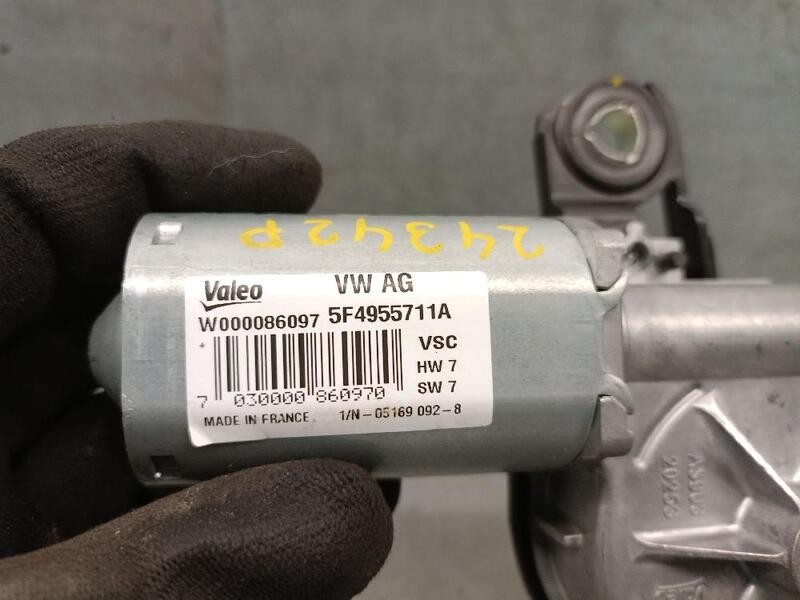 24342P
Valeo VW AG
W000086097 5F4955711A
VSC
HW 7
SW 7
7 030000 860970
MADE IN FRANCE 1/N - 05169 092-8
20256